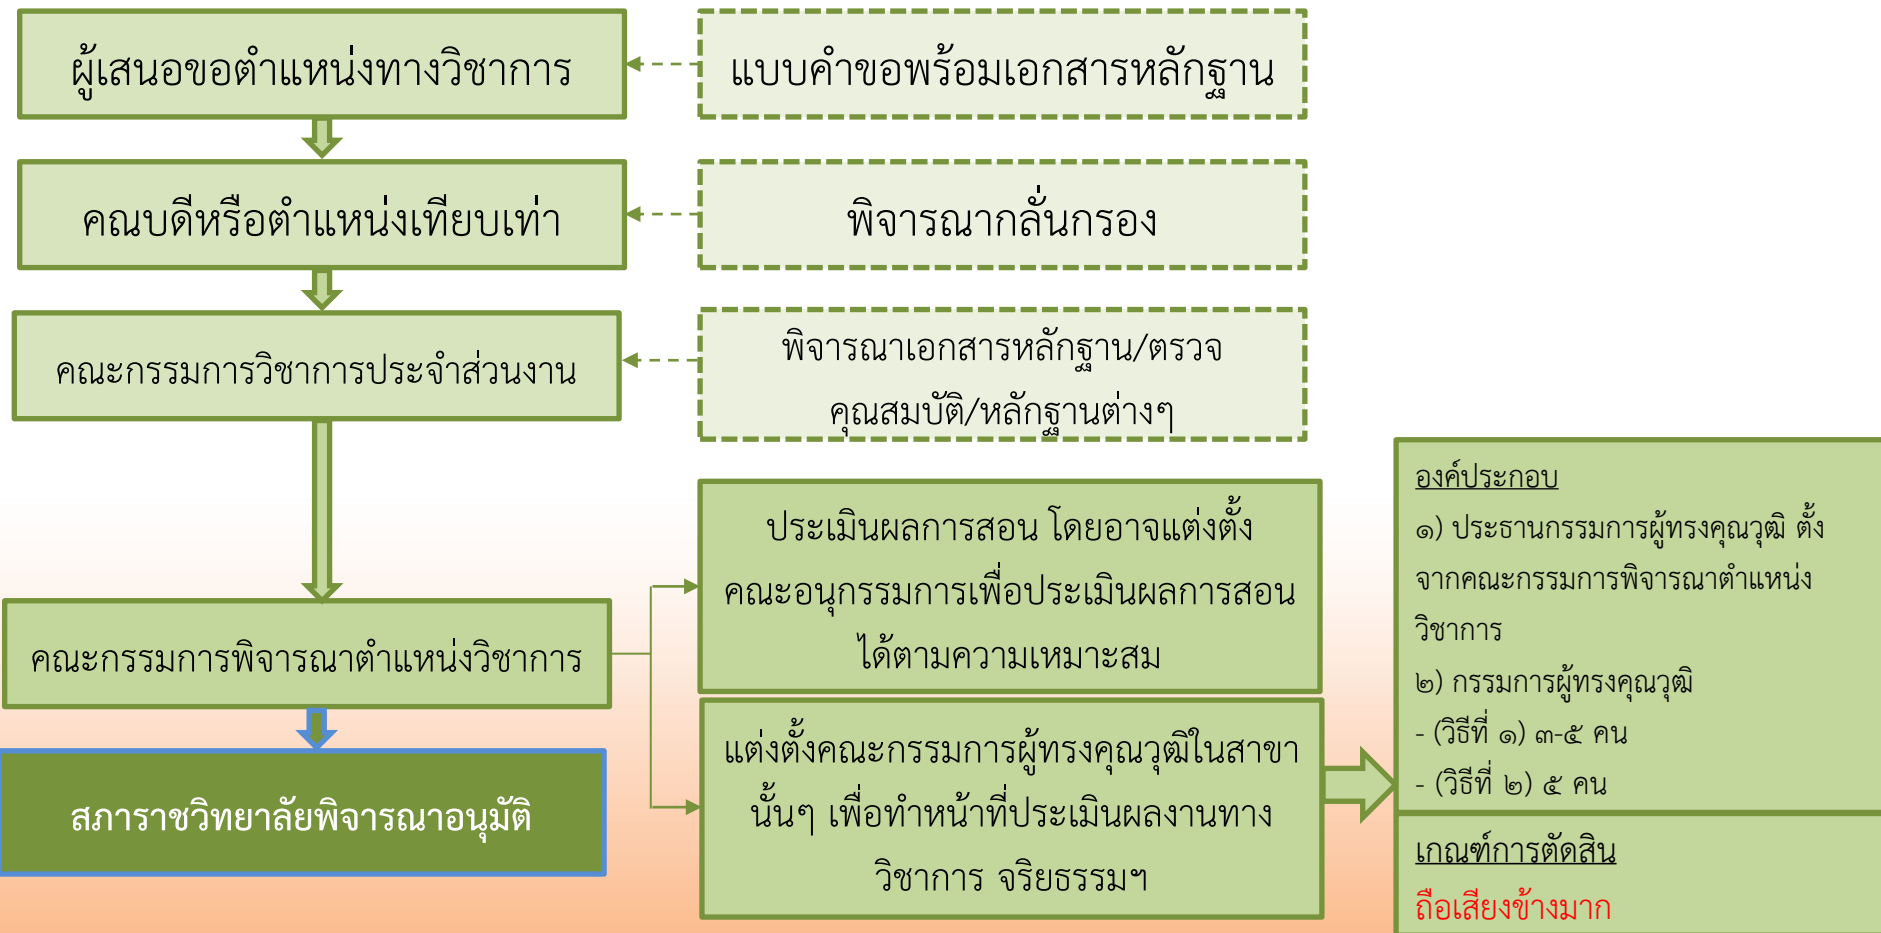 ผู้เสนอขอตำแหน่งทางวิชาการ
แบบคำขอพร้อมเอกสารหลักฐาน
คณบดีหรือตำแหน่งเทียบเท่า
พิจารณากลั่นกรอง
คณะกรรมการวิชาการประจำส่วนงาน
พิจารณาเอกสารหลักฐาน/ตรวจ
คุณสมบัติ/หลักฐานต่างๆ
คณะกรรมการพิจารณาตำแหน่งวิชาการ
ประเมินผลการสอน โดยอาจแต่งตั้ง
คณะอนุกรรมการเพื่อประเมินผลการสอน
ได้ตามความเหมาะสม
แต่งตั้งคณะกรรมการผู้ทรงคุณวุฒิในสาขา
นั้นๆ เพื่อทำหน้าที่ประเมินผลงานทาง
วิชาการ จริยธรรมฯ
องค์ประกอบ
๑) ประธานกรรมการผู้ทรงคุณวุฒิ ตั้ง
จากคณะกรรมการพิจารณาตำแหน่ง
วิชาการ
๒) กรรมการผู้ทรงคุณวุฒิ
- (วิธีที่ ๑) ๓-๕ คน
- (วิธีที่ ๒) ๕ คน
เกณฑ์การตัดสิน
ถือเสียงข้างมาก
สภาราชวิทยาลัยพิจารณาอนุมัติ